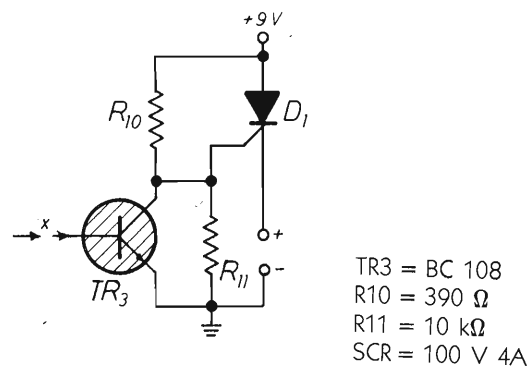 +9V
R10
D1
x
+
-
R11
TR3
TR3 = BC 108
R10 = 390 Ω
R11 = 10 kΩ
SCR = 100 V 4A